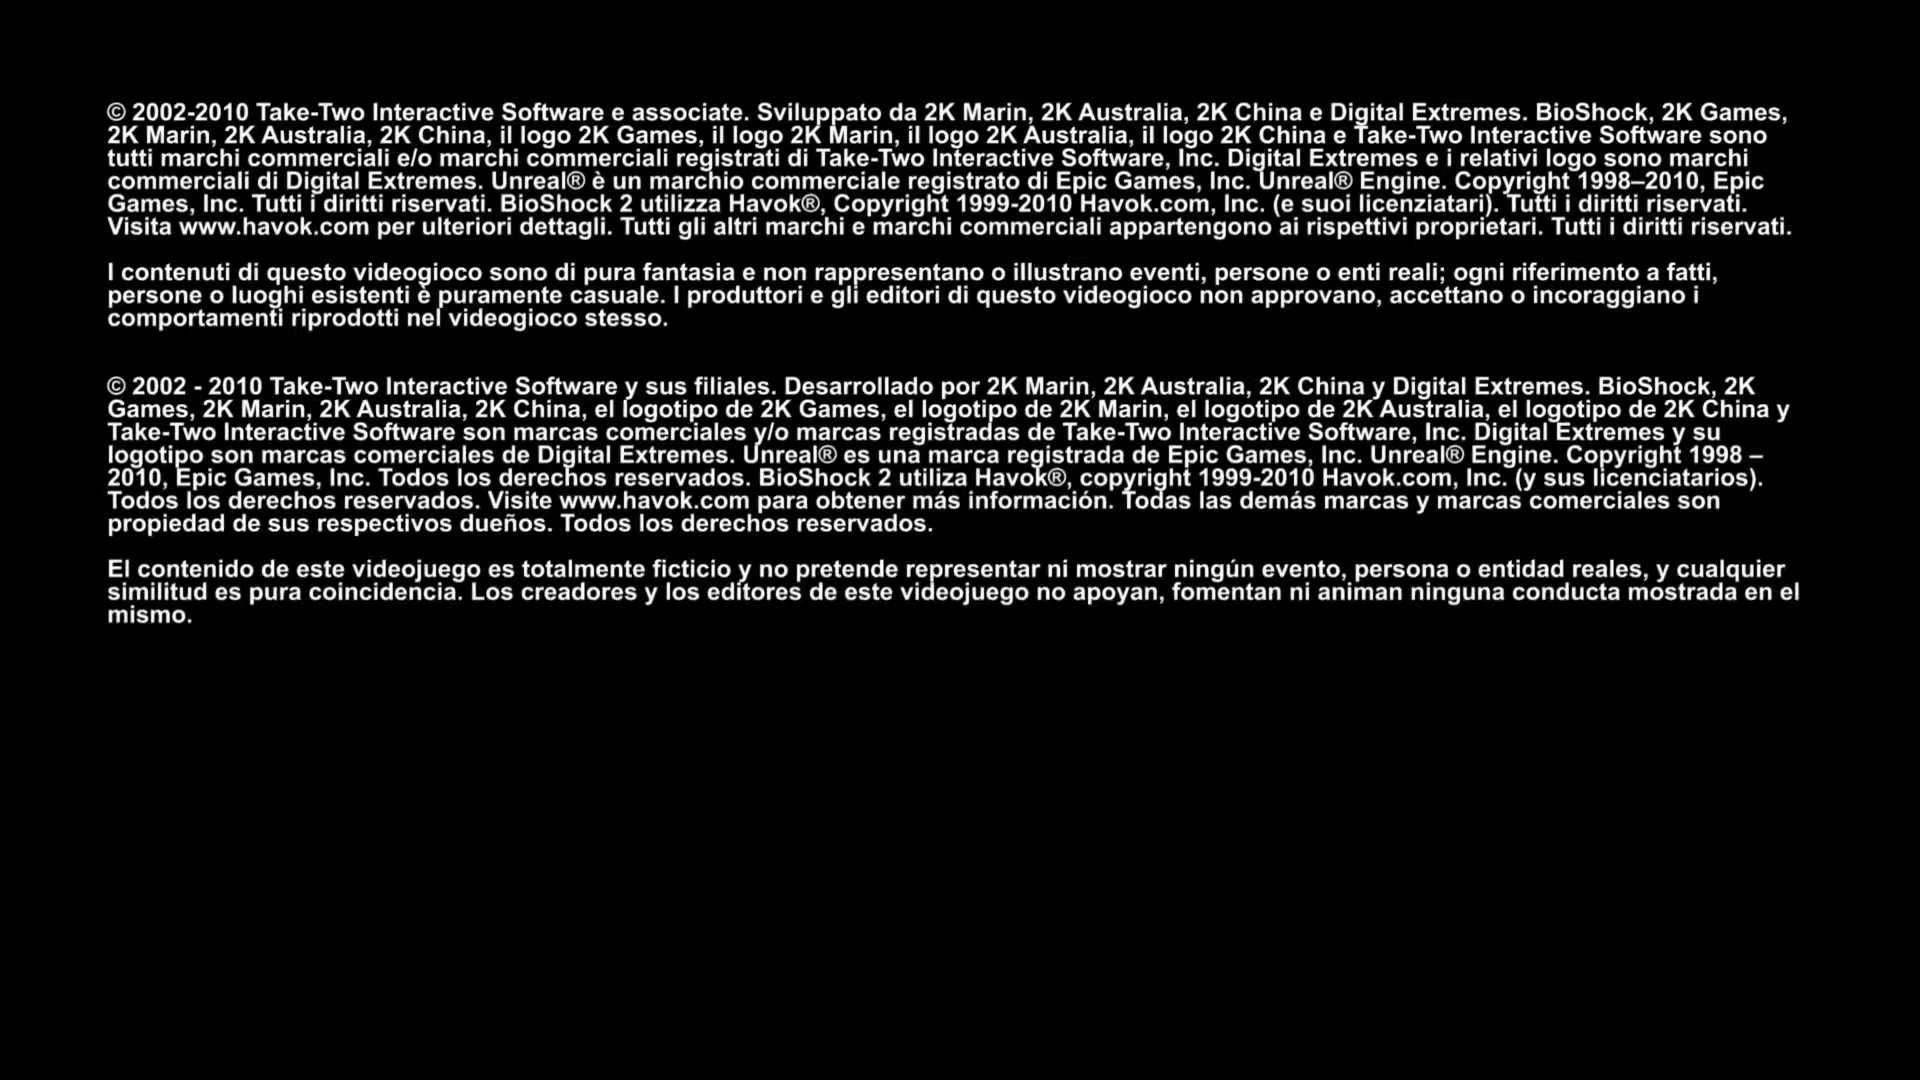 © 2002-2010 Take-Two Interactive Software e associate. Sviluppato da 2K Marin, 2K Australia, 2K China e Digital Extremes. BioShock, 2K Games,
2K Marin, 2K Australia, 2K China, il logo 2K Games, il logo 2K Marin, il logo 2K Australia, il logo 2K China e Take-Two Interactive Software sono
tutti marchi commerciali e/o marchi commerciali registrati di Take-Two Interactive Software, Inc. Digital Extremes e i relativi logo sono marchi
commerciali di Digital Extremes. Unreal® è un marchio commerciale registrato di Epic Games, Inc. Unreal® Engine. Copyright 1998–2010, Epic
Games, Inc. Tutti i diritti riservati. BioShock 2 utilizza Havok®, Copyright 1999-2010 Havok.com, Inc. (e suoi licenziatari). Tutti i diritti riservati.
Visita www.havok.com per ulteriori dettagli. Tutti gli altri marchi e marchi commerciali appartengono ai rispettivi proprietari. Tutti i diritti riservati.
I contenuti di questo videogioco sono di pura fantasia e non rappresentano o illustrano eventi, persone o enti reali; ogni riferimento a fatti,
persone o luoghi esistenti è puramente casuale. I produttori e gli editori di questo videogioco non approvano, accettano o incoraggiano i
comportamenti riprodotti nel videogioco stesso.
© 2002 - 2010 Take-Two Interactive Software y sus filiales. Desarrollado por 2K Marin, 2K Australia, 2K China y Digital Extremes. BioShock, 2K
Games, 2K Marin, 2K Australia, 2K China, el logotipo de 2K Games, el logotipo de 2K Marin, el logotipo de 2K Australia, el logotipo de 2K China y
Take-Two Interactive Software son marcas comerciales y/o marcas registradas de Take-Two Interactive Software, Inc. Digital Extremes y su
logotipo son marcas comerciales de Digital Extremes. Unreal® es una marca registrada de Epic Games, Inc. Unreal® Engine. Copyright 1998 –
2010, Epic Games, Inc. Todos los derechos reservados. BioShock 2 utiliza Havok®, copyright 1999-2010 Havok.com, Inc. (y sus licenciatarios).
Todos los derechos reservados. Visite www.havok.com para obtener más información. Todas las demás marcas y marcas comerciales son
propiedad de sus respectivos dueños. Todos los derechos reservados.
El contenido de este videojuego es totalmente ficticio y no pretende representar ni mostrar ningún evento, persona o entidad reales, y cualquier
similitud es pura coincidencia. Los creadores y los editores de este videojuego no apoyan, fomentan ni animan ninguna conducta mostrada en el
mismo.